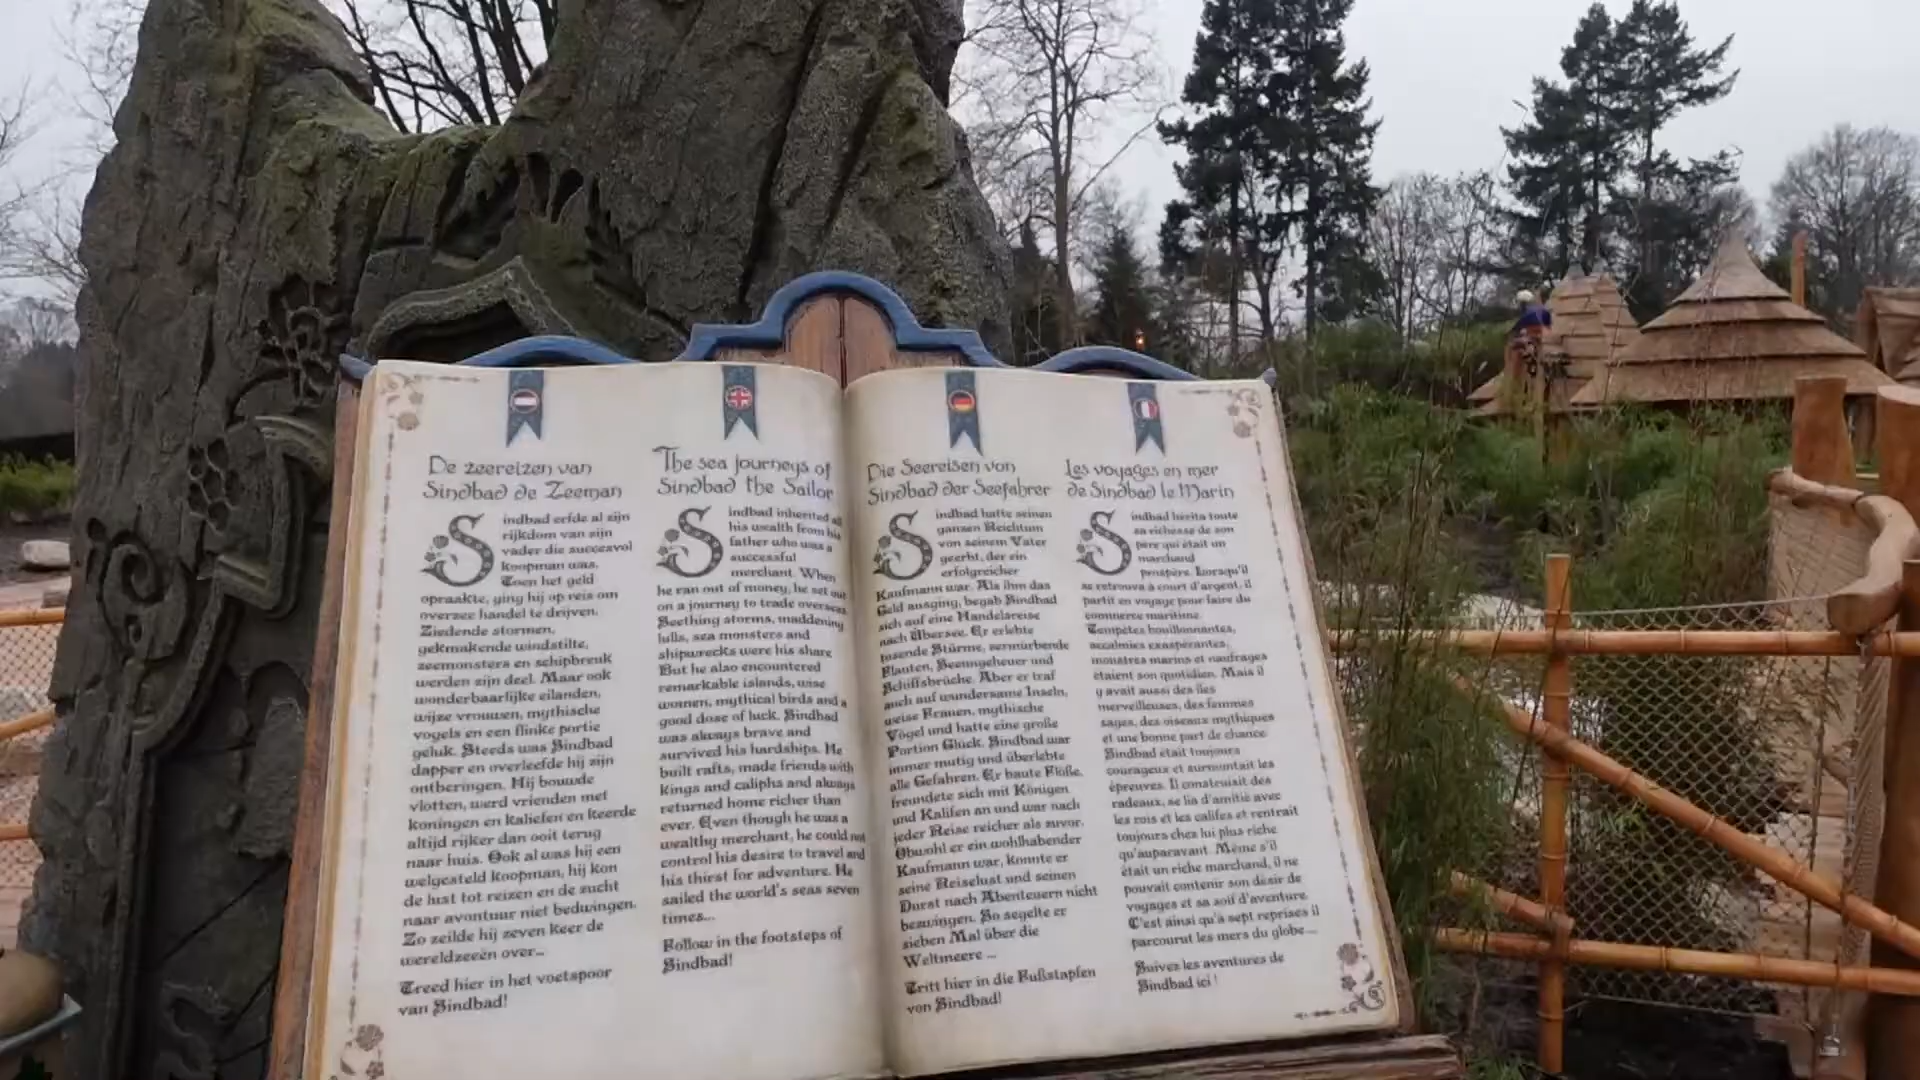 De zeereizen van
Sindbad de Zeeman
Sindbad erfde al zijn
rijkdom van zijn
vader die succesvol
koopman was.
Toen het geld
opraakte, ging hij op reis om
overzee handel te drijven.
Ziedende stormen,
gekmakende windstilte,
zeemonsters en schipbreuk
werden zijn deel. Maar ook
wonderbaarlijke eilanden,
wijze vrouwen, mythische
vogels en een flinke portie
geluk. Steeds was Sindbad
dapper en overleefde hij zijn
ontberingen. Hij bouwde
vlotten, werd vrienden met
koningen en kaliefen en keerde
altijd rijker dan ooit terug
naar huis. Ook al was hij een
welgesteld koopman, hij kon
de lust tot reizen en de zucht
naar avontuur niet bedwingen.
Zo zeilde hij zeven keer de
wereldzeeën over...
Treed hier in het voetspoor
van Sindbad!
The sea journeys of
Sindbad the Sailor
Sindbad inherited all
his wealth from his
father who was a
successful
merchant. When
he ran out of money, he set out
on a journey to trade overseas.
Seething storms, maddening
lulls, sea monsters and
shipwrecks were his share
But he also encountered
remarkable islands, wise
women, mythical birds and a
good dose of luck. Sindbad
was always brave and
survived his hardships. He
built rafts, made friends with
kings and caliphs and always
returned home richer than
ever. Even though he was a
wealthy merchant, he could not
control his desire to travel and
his thirst for adventure. He
sailed the world's seas seven
times...
Follow in the footsteps of
Sindbad!
Die Seereisen von
Sindbad der Seefahrer
Sindbad hatte seinen
ganzen Reichtum
von seinem Vater
geerbt, der ein
erfolgreicher
Kaufmann war. Als ihm das
Geld ausging, begab Sindbad
sich auf eine Handelsreise
nach Übersee. Er erlebte
tosende Stürme, zermürbende
Flauten, Seeungeheuer und
Schiffsbrüche. Aber er traf
auch auf wundersame Inseln,
weise Frauen, mythische
Vögel und hatte eine große
Portion Glück. Sindbad war
immer mutig und überlebte
alle Gefahren. Er baute Flöße,
freundete sich mit Königen
und Kalifen an und war nach
jeder Reise reicher als zuvor.
Obwohl er ein wohlhabender
Kaufmann war, konnte er
seine Reiselust und seinen
Durst nach Abenteuern nicht
bezwingen. So segelte er
sieben Mal über die
Weltmeere ...
Tritt hier in die Fußstapfen
von Sindbad!
Les voyages en mer
de Sindbad le Marin
Sindbad hérita toute
sa richesse de son
père qui était un
marchand
prospère. Lorsqu'il
se retrouva à court d'argent, il
partit en voyage pour faire du
commerce maritime.
Tempêtes bouillonnantes,
accalmies exaspérantes,
monstres marins et naufrages
étaient son quotidien. Mais il
y avait aussi des îles
merveilleuses, des femmes
sages, des oiseaux mythiques
et une bonne part de chance.
Sindbad était toujours
courageux et surmontait les
épreuves. Il construisait des
radeaux, se lia d'amitié avec
les rois et les califes et rentrait
toujours chez lui plus riche
qu'auparavant. Même s'il
était un riche marchand, il ne
pouvait contenir son désir de
voyages et sa soif d'aventure.
C'est ainsi qu'à sept reprises il
parcourut les mers du globe...
Suivez les aventures de
Sindbad ici !